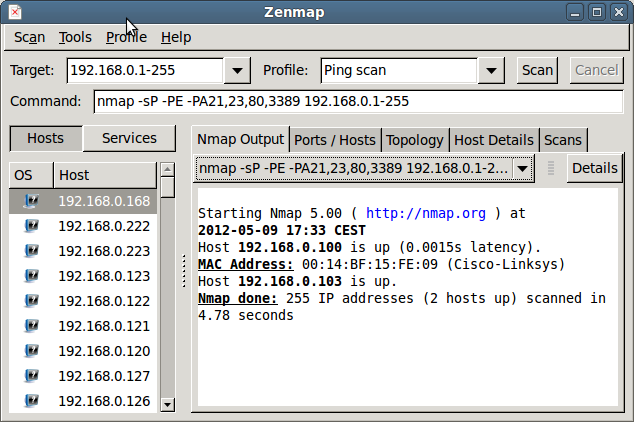 Zenmap
Scan Tools Profile Help
Target: 192.168.0.1-255 Profile: Ping scan Scan Cancel
Command: nmap -sP -PE -PA21,23,80,3389 192.168.0.1-255
Hosts Services
OS Host
192.168.0.168
192.168.0.222
192.168.0.223
192.168.0.123
192.168.0.122
192.168.0.121
192.168.0.120
192.168.0.127
192.168.0.126
Nmap Output Ports / Hosts Topology Host Details Scans
nmap -sP -PE -PA21,23,80,3389 192.168.0.1-2... Details
Starting Nmap 5.00 ( http://nmap.org ) at
2012-05-09 17:33 CEST
Host 192.168.0.100 is up (0.0015s latency).
MAC Address: 00:14:BF:15:FE:09 (Cisco-Linksys)
Host 192.168.0.103 is up.
Nmap done: 255 IP addresses (2 hosts up) scanned in
4.78 seconds